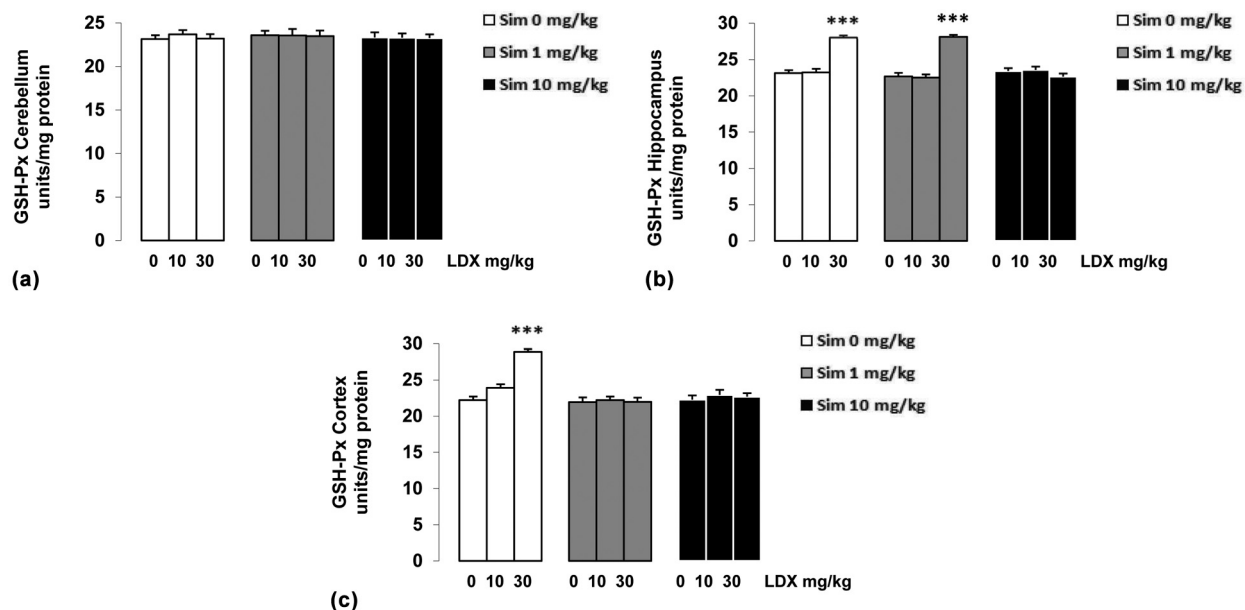 GSH-Px Cerebellum
units/mg protein
25
20
15
10
5
0
0 10 30 0 10 30 0 10 30 LDX mg/kg
Sim 0 mg/kg
Sim 1 mg/kg
Sim 10 mg/kg
(a)
GSH-Px Hippocampus
units/mg protein
30
25
20
15
10
5
0
*** ***
0 10 30 0 10 30 0 10 30 LDX mg/kg
Sim 0 mg/kg
Sim 1 mg/kg
Sim 10 mg/kg
(b)
GSH-Px Cortex
units/mg protein
30
25
20
15
10
5
0
***
0 10 30 0 10 30 0 10 30 LDX mg/kg
Sim 0 mg/kg
Sim 1 mg/kg
Sim 10 mg/kg
(c)